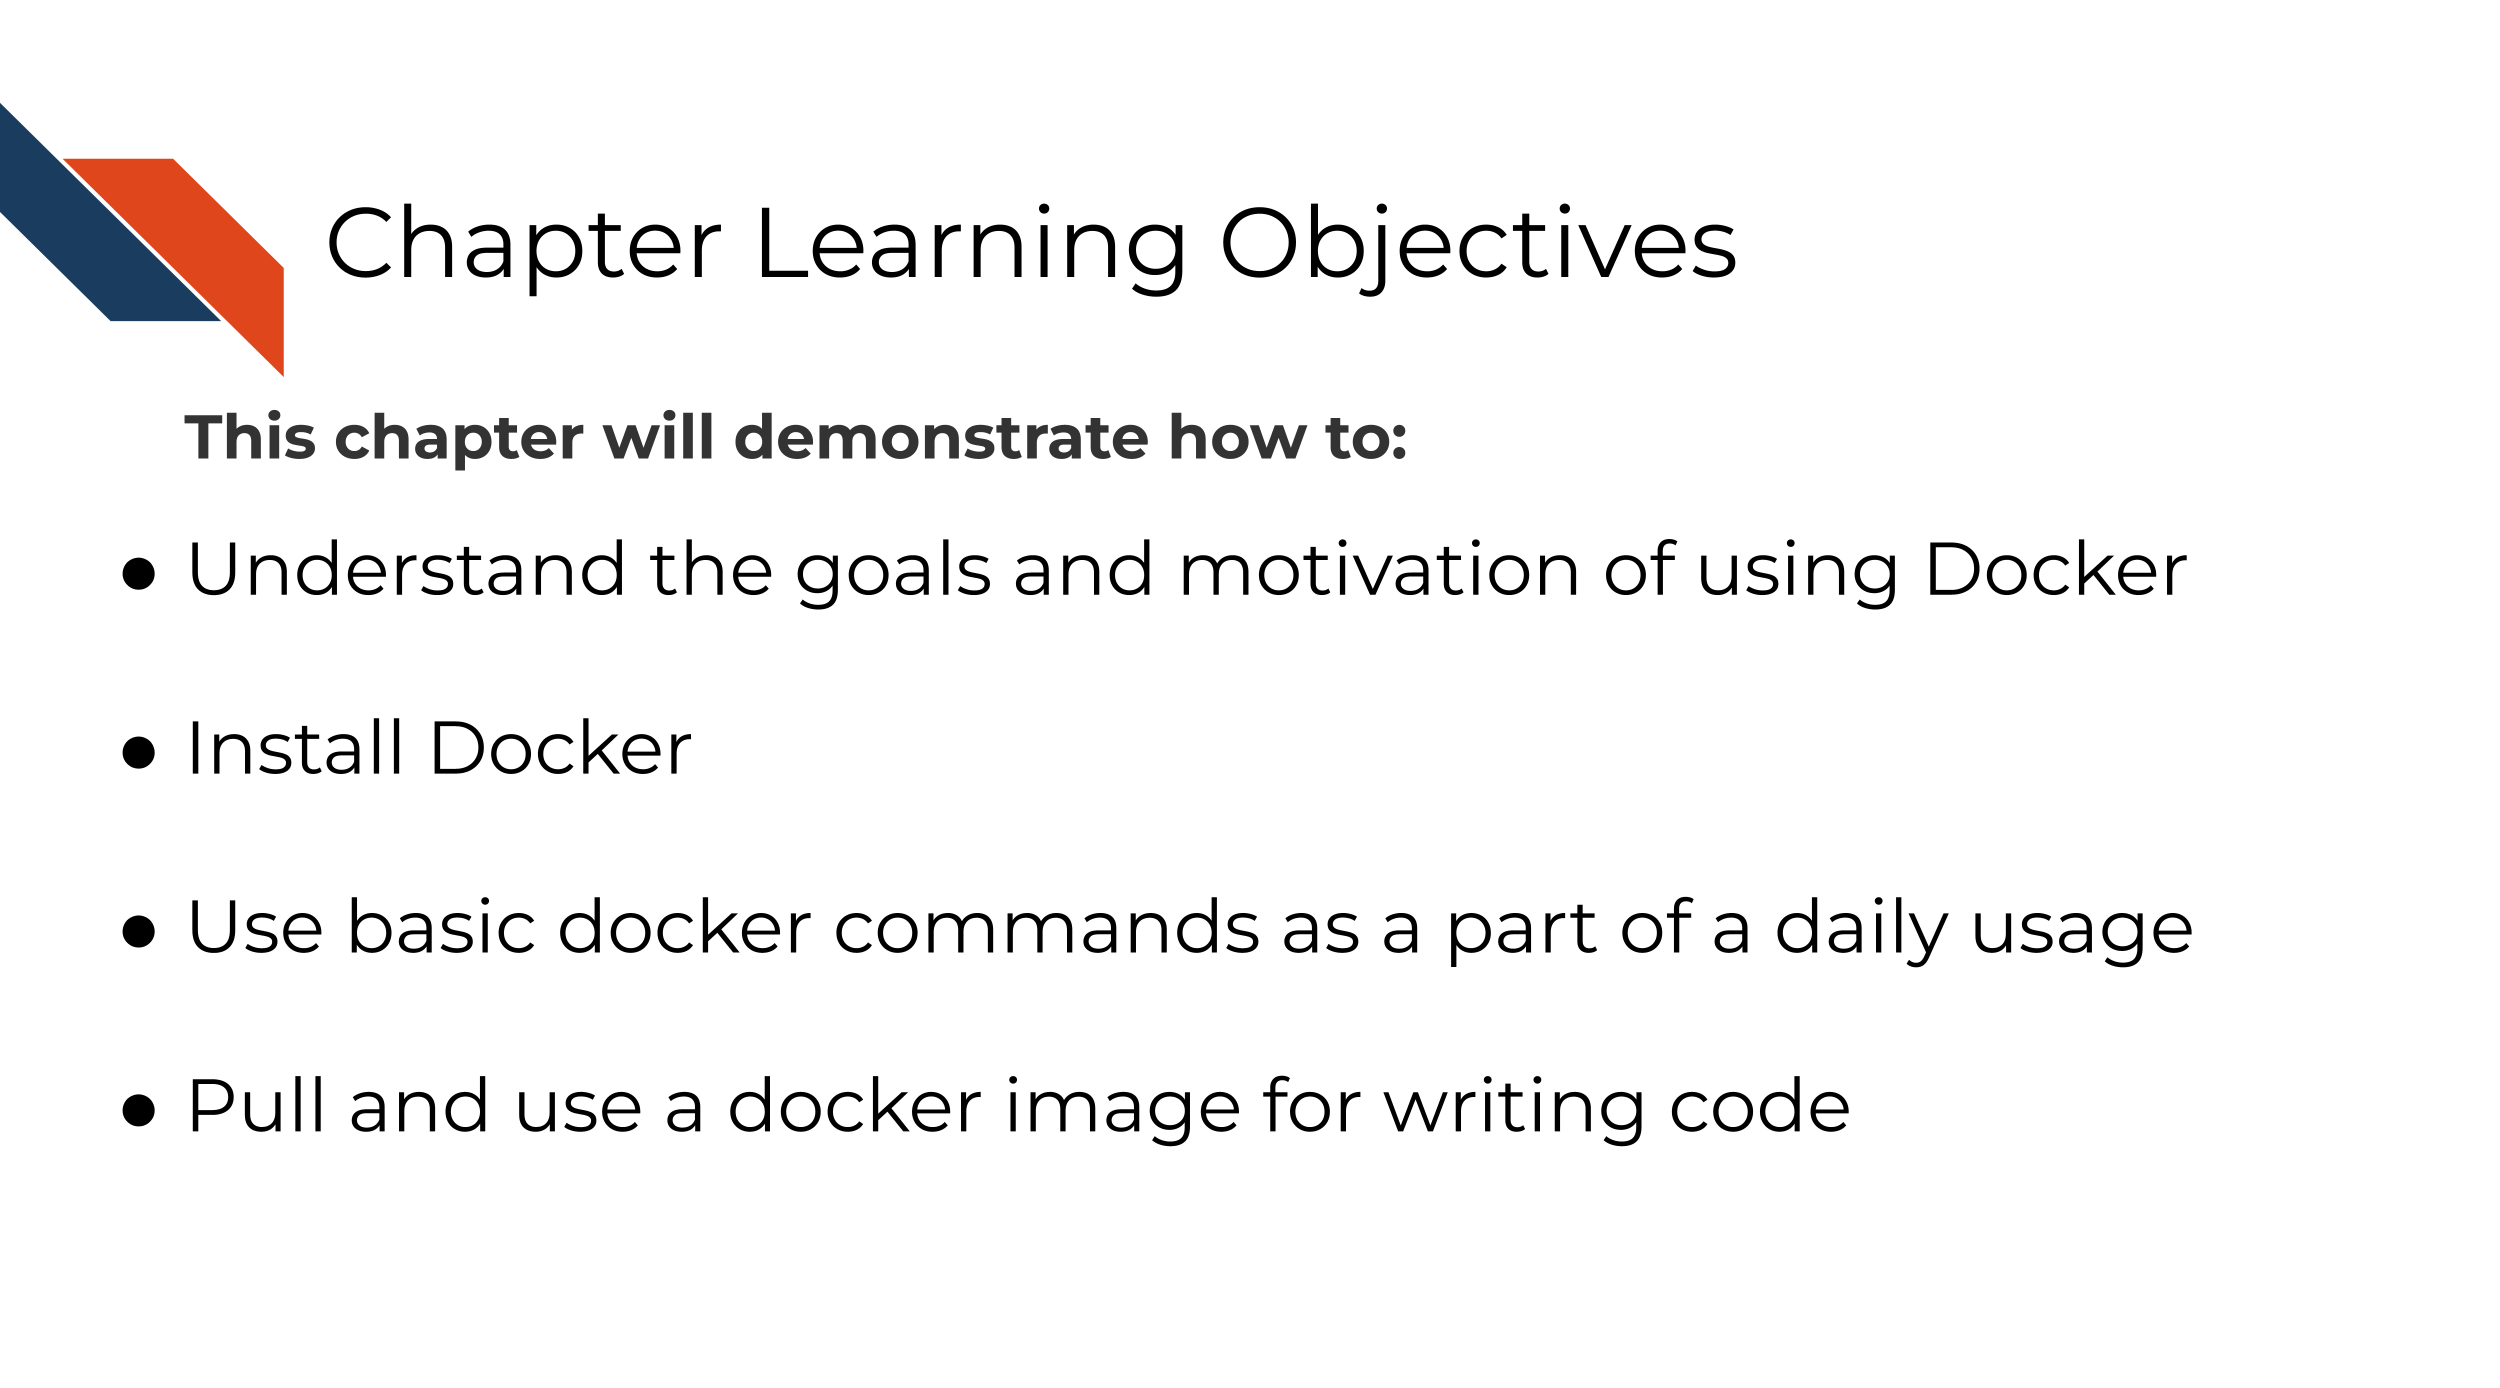 Chapter Learning Objectives
This chapter will demonstrate how to:
● Understand the goals and motivations of using Docker
● Install Docker
● Use basic docker commands as a part of a daily usage
● Pull and use a docker image for writing code